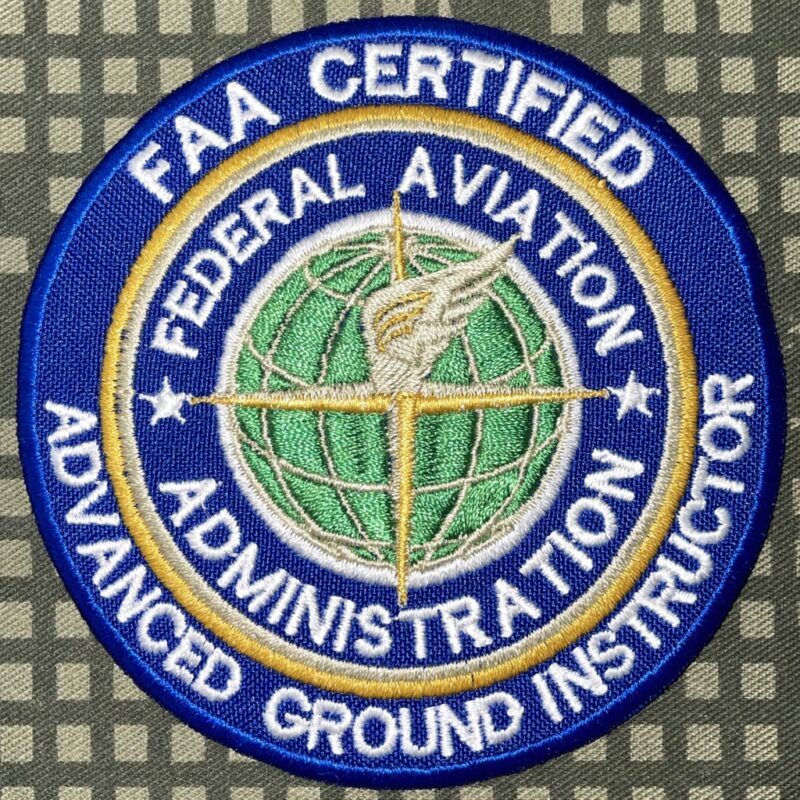 FAA CERTIFIED
FEDERAL AVIATION
ADMINISTRATION
ADVANCED GROUND INSTRUCTOR